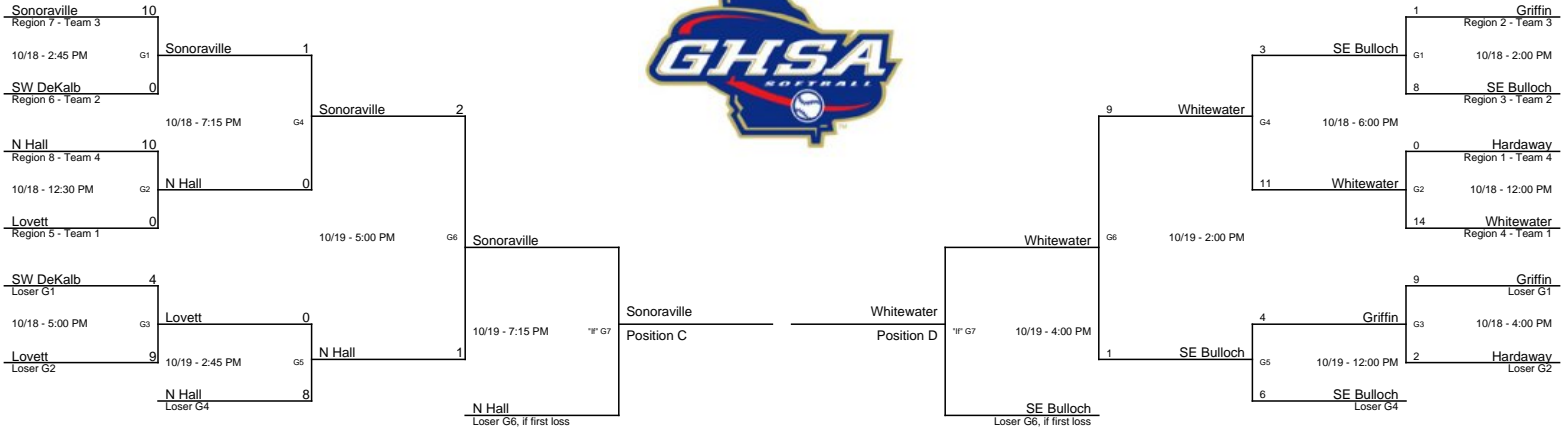 Sonoraville 10
Region 7 - Team 3
10/18 - 2:45 PM G1
SW DeKalb 0
Region 6 - Team 2
N Hall 10
Region 8 - Team 4
10/18 - 12:30 PM G2
Lovett 0
Region 5 - Team 1
SW DeKalb 4
Loser G1
10/18 - 5:00 PM G3
Lovett 9
Loser G2
Sonoraville 1
10/18 - 7:15 PM G4
N Hall 0
Lovett 0
10/19 - 2:45 PM G5
N Hall 8
Loser G4
Sonoraville 2
10/19 - 5:00 PM G6
N Hall 1
Sonoraville
10/19 - 7:15 PM "If" G7
N Hall
Loser G6, if first loss
Sonoraville
Position C
GHSA
SOFTBALL
TM
Whitewater
Position D
Whitewater
"If" G7 10/19 - 4:00 PM
SE Bulloch
Loser G6, if first loss
9 Whitewater
G6 10/19 - 2:00 PM
1 SE Bulloch
3 SE Bulloch
G4 10/18 - 6:00 PM
11 Whitewater
4 Griffin
G5 10/19 - 12:00 PM
6 SE Bulloch
Loser G4
1 Griffin
Region 2 - Team 3
G1 10/18 - 2:00 PM
8 SE Bulloch
Region 3 - Team 2
0 Hardaway
Region 1 - Team 4
G2 10/18 - 12:00 PM
14 Whitewater
Region 4 - Team 1
9 Griffin
Loser G1
G3 10/18 - 4:00 PM
2 Hardaway
Loser G2